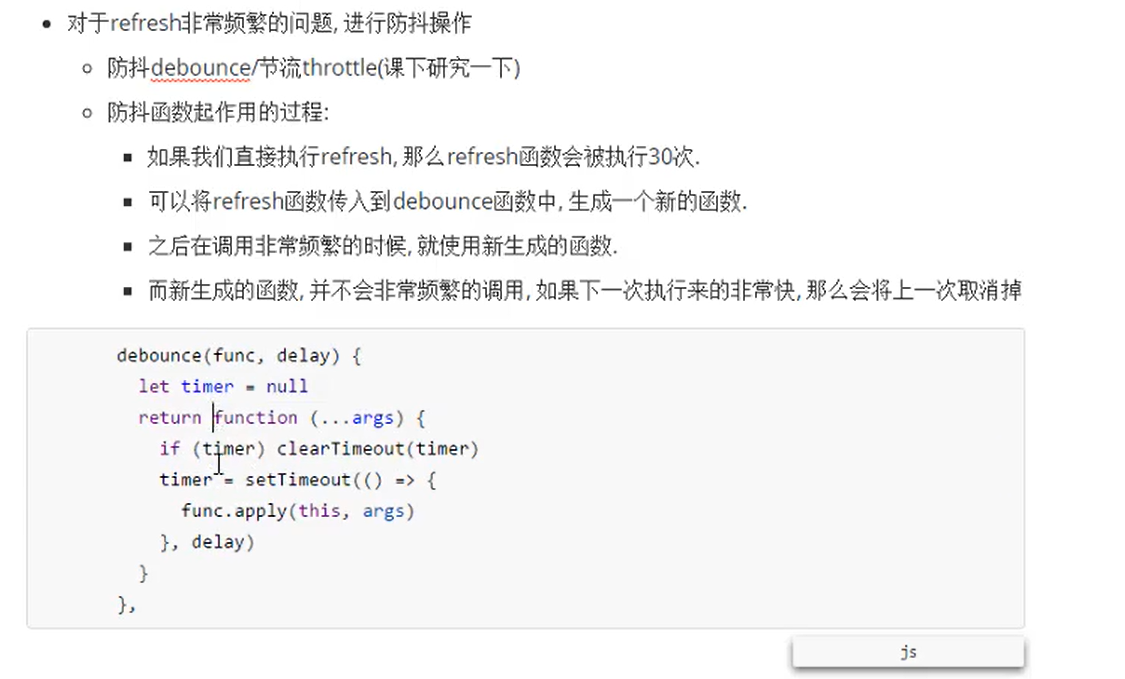 对于refresh非常频繁的问题, 进行防抖操作
防抖debounce/节流throttle(课下研究一下)
防抖函数起作用的过程:
如果我们直接执行refresh, 那么refresh函数会被执行30次.
可以将refresh函数传入到debounce函数中, 生成一个新的函数.
之后在调用非常频繁的时候, 就使用新生成的函数.
而新生成的函数, 并不会非常频繁的调用, 如果下一次执行来的非常快, 那么会将上一次取消掉
debounce(func, delay) {
let timer = null
return function (...args) {
if (timer) clearTimeout(timer)
timer = setTimeout(() => {
func.apply(this, args)
}, delay)
}
},
js